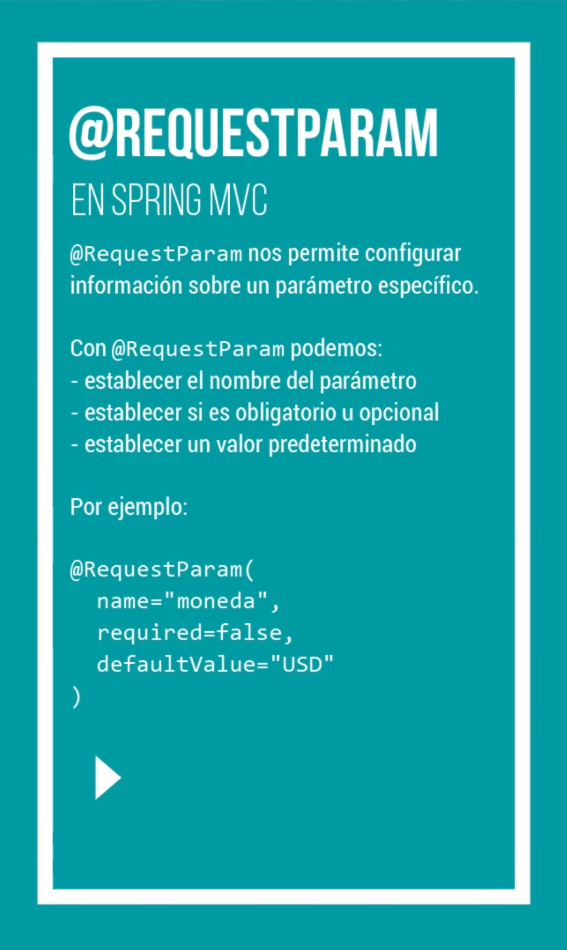 @REQUESTPARAM
EN SPRING MVC
@RequestParam nos permite configurar
información sobre un parámetro específico.
Con @RequestParam podemos:
- establecer el nombre del parámetro
- establecer si es obligatorio u opcional
- establecer un valor predeterminado
Por ejemplo:
@RequestParam(
  name="moneda",
  required=false,
  defaultValue="USD"
)